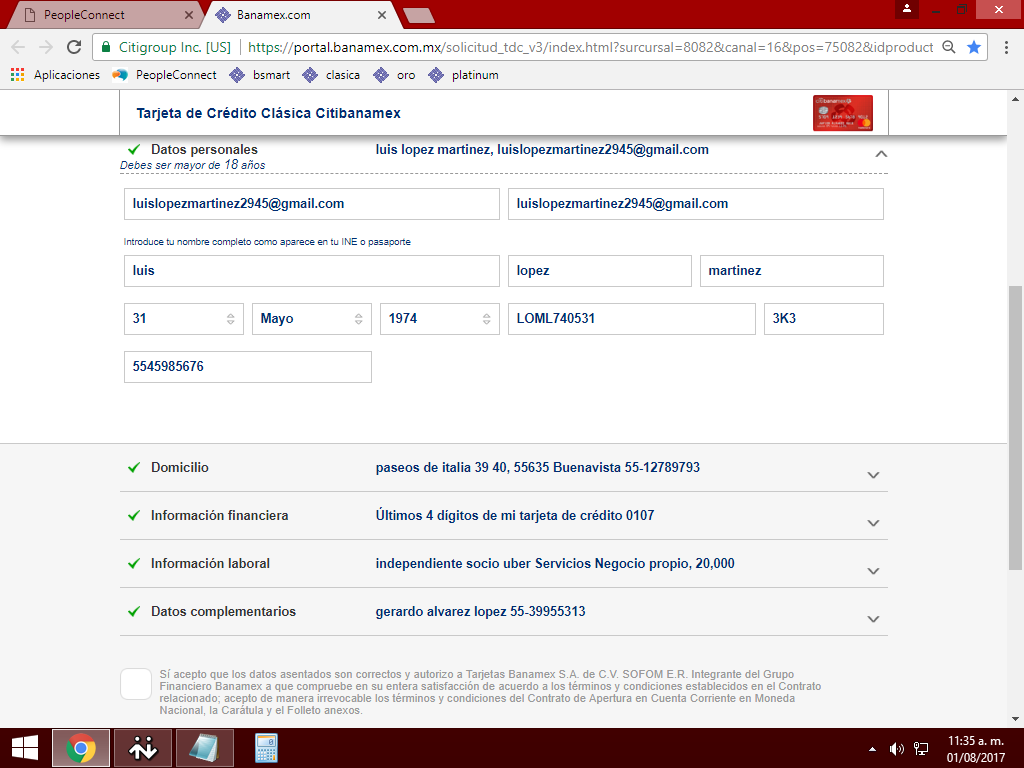 PeopleConnect
Banamex.com
Citigroup Inc. [US]
https://portal.banamex.com.mx/solicitud_tdc_v3/index.html?surcursal=8082&canal=16&pos=75082&idproduct
Aplicaciones PeopleConnect bsmart clasica oro platinum
Tarjeta de Crédito Clásica Citibanamex
Datos personales luis lopez martinez, luislopezmartinez2945@gmail.com
Debes ser mayor de 18 años
luislopezmartinez2945@gmail.com luislopezmartinez2945@gmail.com
Introduce tu nombre completo como aparece en tu INE o pasaporte
luis lopez martinez
31 Mayo 1974 LOML740531 3K3
5545985676
Domicilio paseos de italia 39 40, 55635 Buenavista 55-12789793
Información financiera Últimos 4 dígitos de mi tarjeta de crédito 0107
Información laboral independiente socio uber Servicios Negocio propio, 20,000
Datos complementarios gerardo alvarez lopez 55-39955313
Sí acepto que los datos asentados son correctos y autorizo a Tarjetas Banamex S.A. de C.V. SOFOM E.R. Integrante del Grupo
Financiero Banamex a que compruebe en su entera satisfacción de acuerdo a los términos y condiciones establecidos en el Contrato
relacionado; acepto de manera irrevocable los términos y condiciones del Contrato de Apertura en Cuenta Corriente en Moneda
Nacional, la Carátula y el Folleto anexos.
11:35 a. m.
01/08/2017